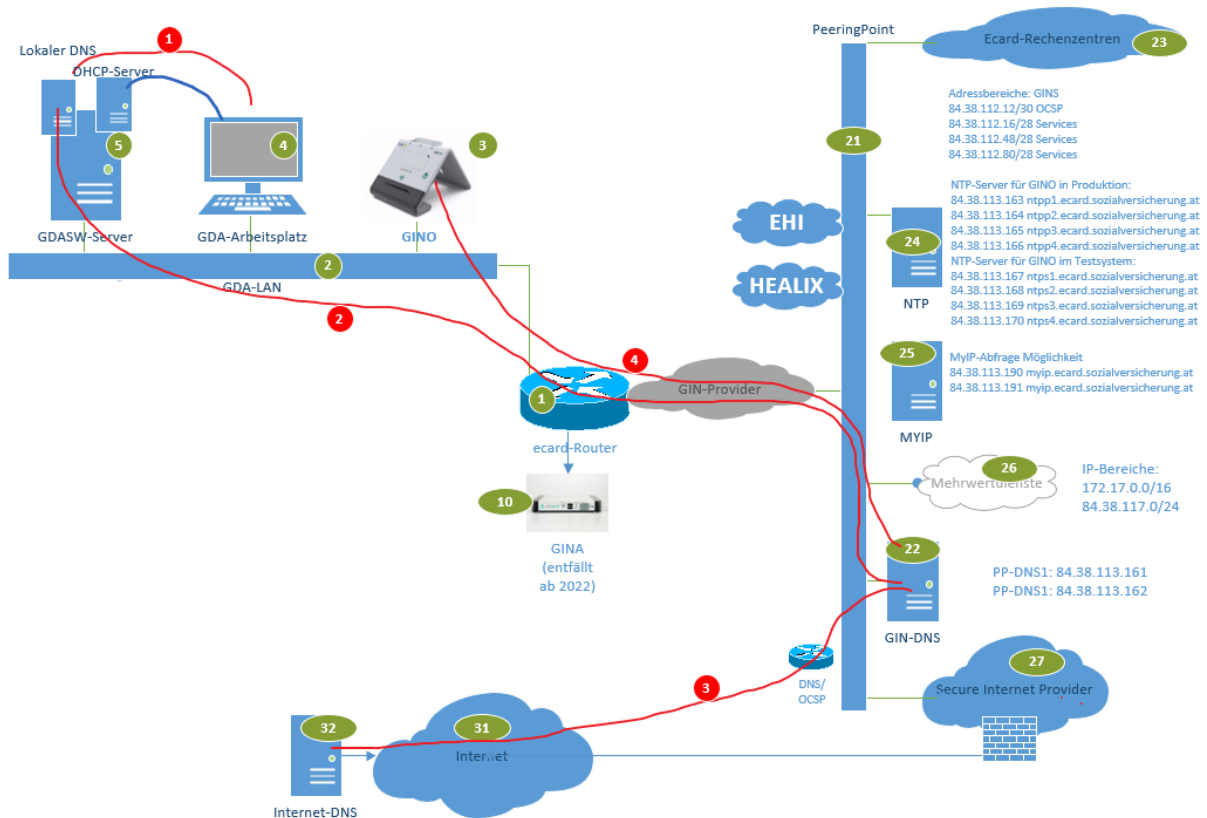 PeeringPoint
Ecard-Rechenzentren
23
1
Lokaler DNS
DHCP-Server
5
4
3
21
Adressbereiche: GINS
84.38.112.12/30 OCSP
84.38.112.16/28 Services
84.38.112.48/28 Services
84.38.112.80/28 Services
GDASW-Server
GDA-Arbeitsplatz
GINO
2
GDA-LAN
2
EHI
HEALIX
24
NTP
NTP-Server für GINO in Produktion:
84.38.113.163 ntpp1.ecard.sozialversicherung.at
84.38.113.164 ntpp2.ecard.sozialversicherung.at
84.38.113.165 ntpp3.ecard.sozialversicherung.at
84.38.113.166 ntpp4.ecard.sozialversicherung.at
NTP-Server für GINO im Testsystem:
84.38.113.167 ntps1.ecard.sozialversicherung.at
84.38.113.168 ntps2.ecard.sozialversicherung.at
84.38.113.169 ntps3.ecard.sozialversicherung.at
84.38.113.170 ntps4.ecard.sozialversicherung.at
25
MYIP
MyIP-Abfrage Möglichkeit
84.38.113.190 myip.ecard.sozialversicherung.at
84.38.113.191 myip.ecard.sozialversicherung.at
4
1
GIN-Provider
ecard-Router
10
GINA
(entfällt
ab 2022)
26
Mehrwertdienste
IP-Bereiche:
172.17.0.0/16
84.38.117.0/24
22
GIN-DNS
PP-DNS1: 84.38.113.161
PP-DNS1: 84.38.113.162
DNS/
OCSP
3
27
Secure Internet Provider
32
31
Internet
Internet-DNS